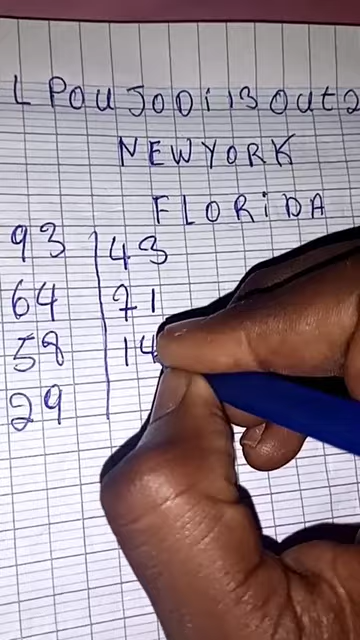 L POU JODi 13 OUt 2
NEWYORK
FLORiDA
93 43
64 71
58 14
29